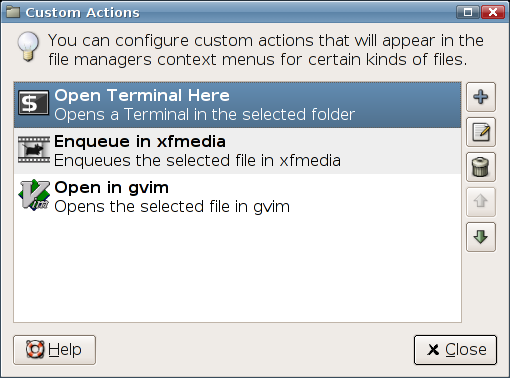 Custom Actions
You can configure custom actions that will appear in the
file managers context menus for certain kinds of files.
Open Terminal Here
Opens a Terminal in the selected folder
Enqueue in xfmedia
Enqueues the selected file in xfmedia
Open in gvim
Opens the selected file in gvim
Help
Close